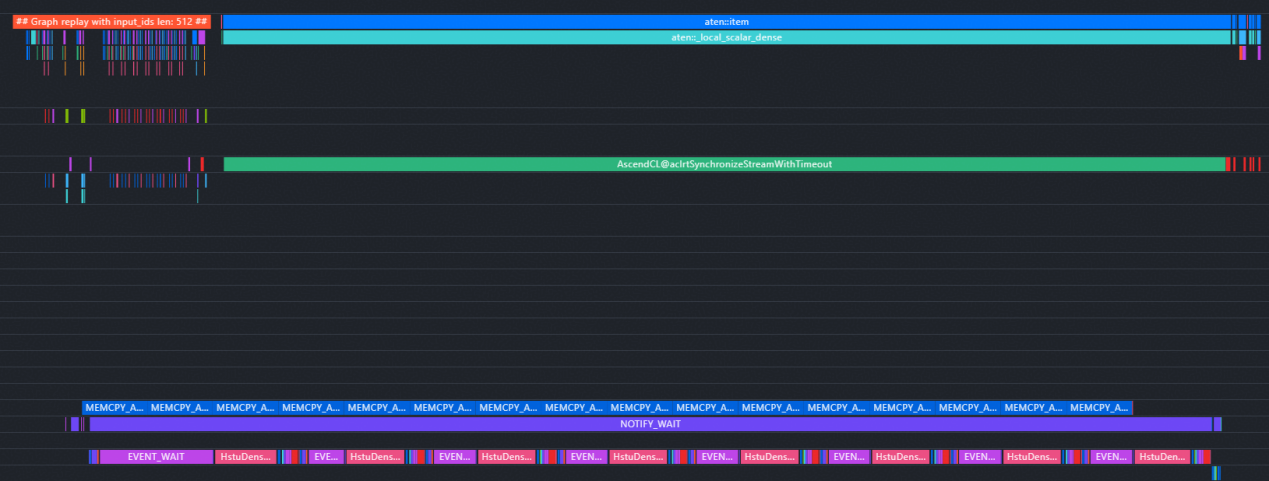 ## Graph replay with input_ids len: 512 ## aten::item
aten::_local_scalar_dense
AscendCL@aclrtSynchronizeStreamWithTimeout
MEMCPY_A... MEMCPY_A... MEMCPY_A... MEMCPY_A... MEMCPY_A... MEMCPY_A... MEMCPY_A... MEMCPY_A... MEMCPY_A... MEMCPY_A... MEMCPY_A... MEMCPY_A... MEMCPY_A... MEMCPY_A... MEMCPY_A... MEMCPY_A...
NOTIFY_WAIT
EVENT_WAIT HstuDens... EVE... HstuDens... EVEN... HstuDens... EVEN... HstuDens... EVEN... HstuDens... EVEN... HstuDens... EVEN... HstuDens... EVEN... HstuDens...